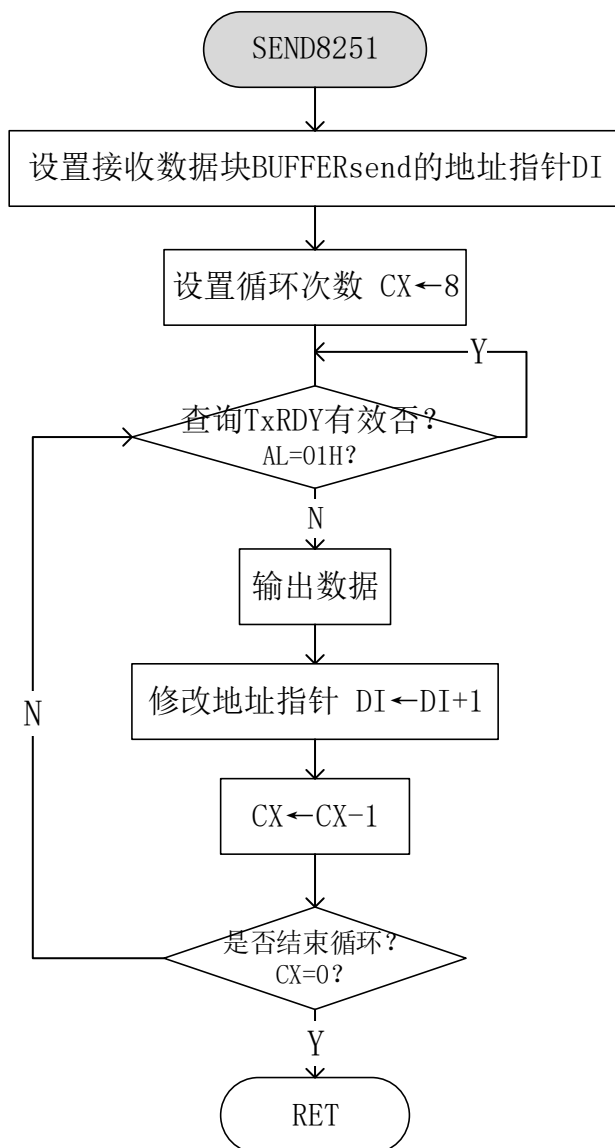 SEND8251
设置接收数据块BUFFERsend的地址指针DI
设置循环次数 CX←8
Y
查询TxRDY有效否?
AL=01H?
N
输出数据
修改地址指针 DI←DI+1
N
CX←CX-1
是否结束循环?
CX=0?
Y
RET